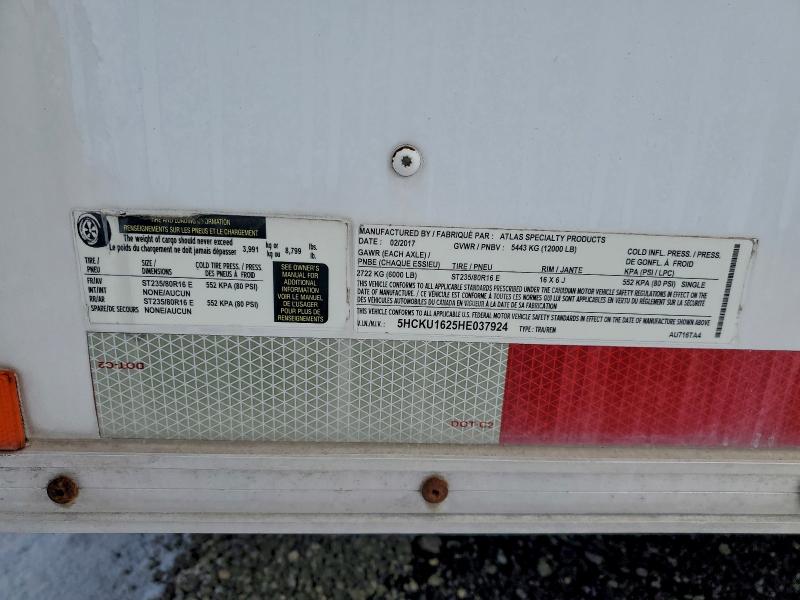 TIRE AND LOADING INFORMATION
RENSEIGNEMENTS SUR LES PNEUS ET LE CHARGEMENT
The weight of cargo should never exceed
Le poids du chargement ne doit jamais dépasser 3,991 kg or kg ou 8,799 lbs. lb.
TIRE/ PNEU SIZE/ DIMENSIONS COLD TIRE PRESS./ PRESS. DES PNEUS À FROID
FR/AV ST235/80R16 E 552 KPA (80 PSI)
INT/INT NONE/AUCUN
RR/AR ST235/80R16 E 552 KPA (80 PSI)
SPARE/DE SECOURS NONE/AUCUN
SEE OWNER'S
MANUAL FOR
ADDITIONAL
INFORMATION
VOIR LE MANUEL
DE L'USAGER
POUR PLUS DE
RENSEIGNEMENTS
MANUFACTURED BY / FABRIQUÉ PAR : ATLAS SPECIALTY PRODUCTS
DATE : 02/2017 GVWR / PNBV : 5443 KG (12000 LB)
GAWR (EACH AXLE) / PNBE (CHAQUE ESSIEU) TIRE / PNEU RIM / JANTE COLD INFL. PRESS. / PRESS. DE GONFL. À FROID KPA (PSI / LPC)
2722 KG (6000 LB) ST235/80R16 E 16 X 6 J 552 KPA (80 PSI) SINGLE
THIS VEHICLE CONFORMS TO ALL APPLICABLE STANDARDS PRESCRIBED UNDER THE CANADIAN MOTOR VEHICLE SAFETY REGULATIONS IN EFFECT ON THE
DATE OF MANUFACTURE. / CE VÉHICULE EST CONFORME À TOUTES LES NORMES QUI LUI SONT APPLICABLES EN VERTU DU RÉGLEMENT SUR LA SÉCURITÉ
DES VÉHICULES AUTOMOBILES DU CANADA EN VIGUEUR À LA DATE DE SA FABRICATION.
THIS VEHICLE CONFORMS TO ALL APPLICABLE U.S. FEDERAL MOTOR VEHICLE SAFETY STANDARDS IN EFFECT ON THE DATE OF MANUFACTURE SHOWN ABOVE.
V.I.N./N.I.V.: 5HCKU1625HE037924 TYPE: TRA/REM AU716TA4
DOT-C2
DOT-C2